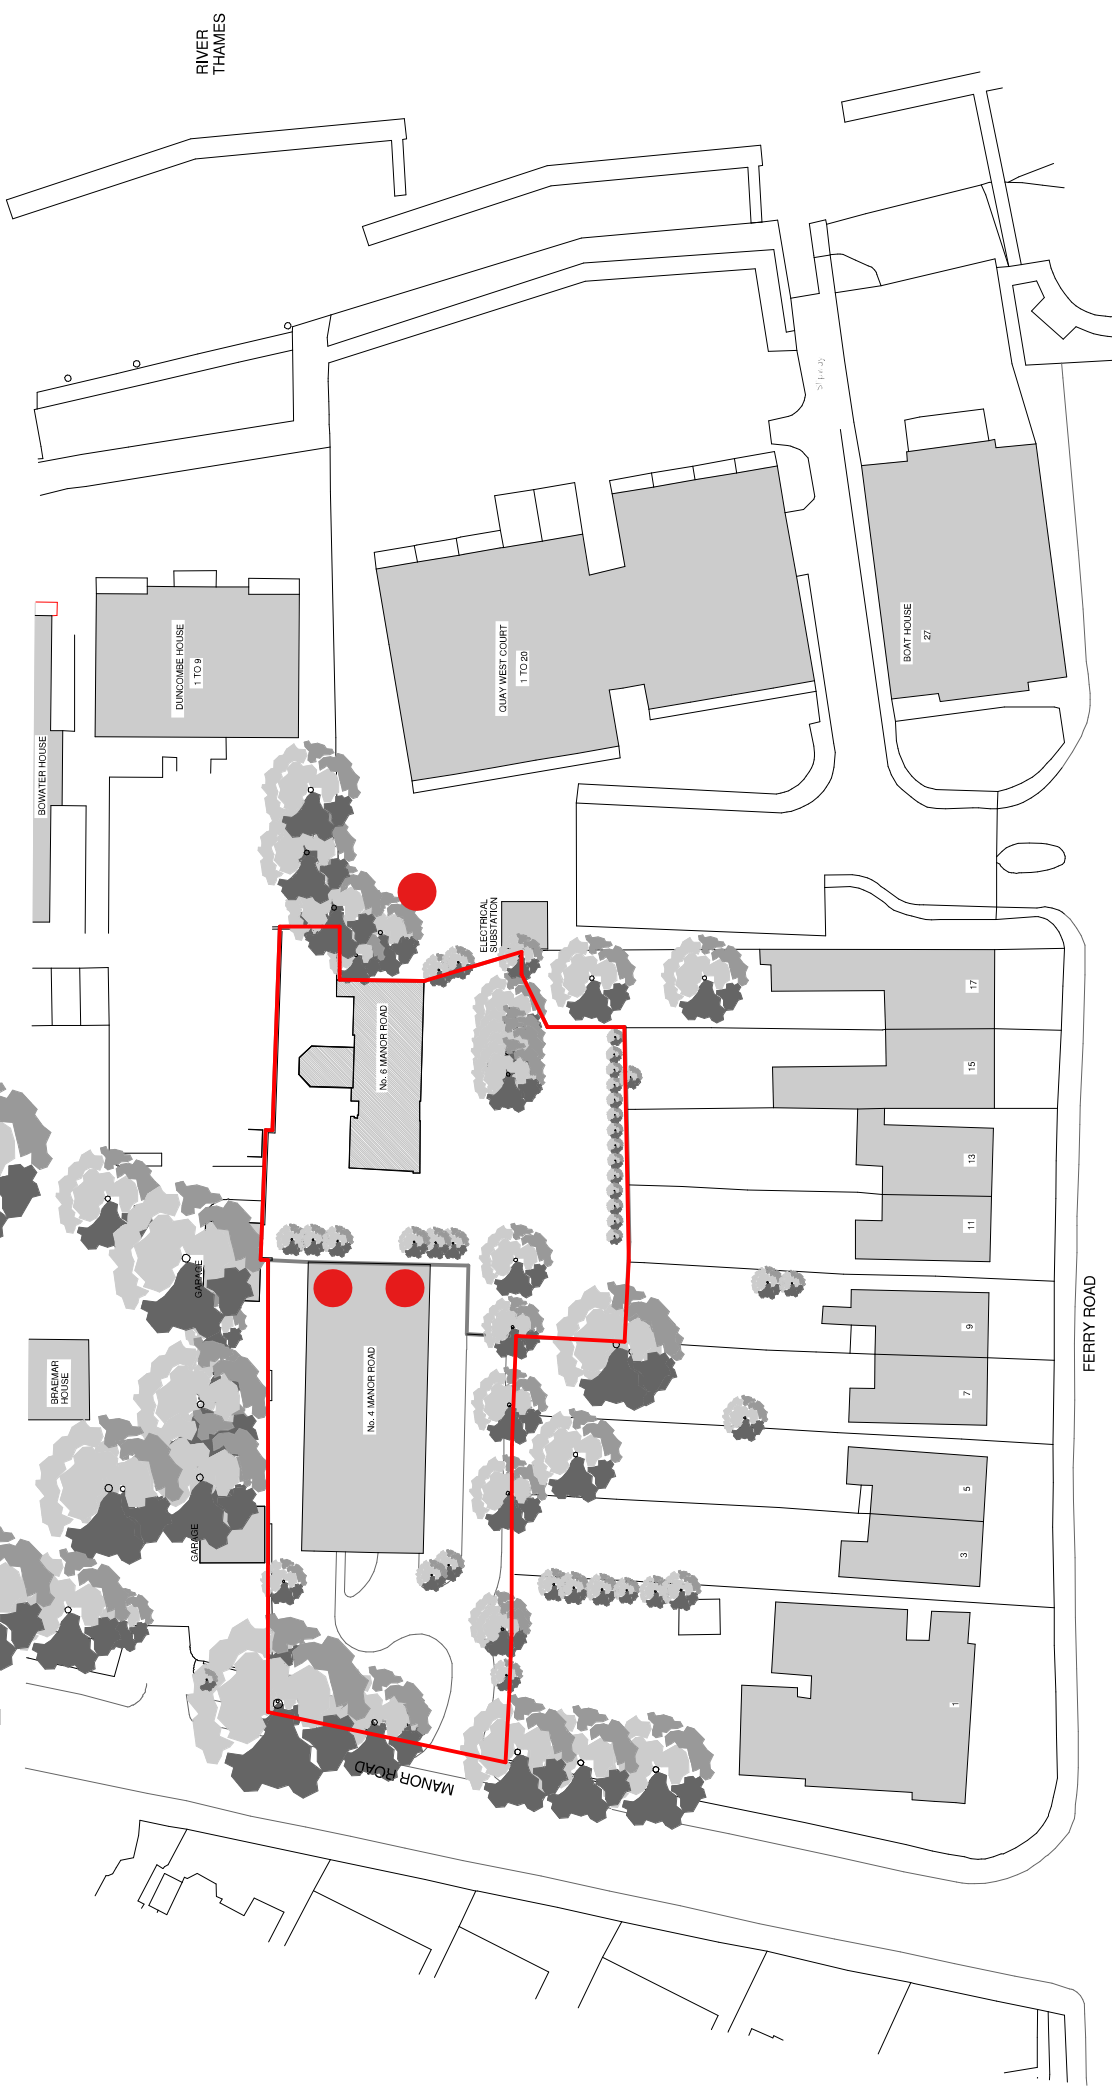 RIVER
THAMES
Slipway
DUNCOMBE HOUSE
1 TO 9
QUAY WEST COURT
1 TO 20
BOAT HOUSE
27
BOWATER HOUSE
ELECTRICAL
SUBSTATION
No. 6 MANOR ROAD
17
15
13
11
GARAGE
BRAEMAR
HOUSE
No. 4 MANOR ROAD
9
7
FERRY ROAD
GARAGE
5
3
1
MANOR ROAD